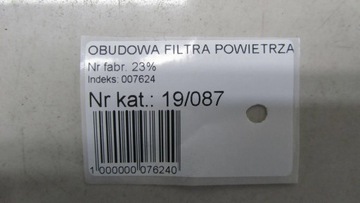 OBUDOWA FILTRA POWIETRZA
Nr fabr. 23%
Indeks: 007624
Nr kat.: 19/087
1 000000 076240